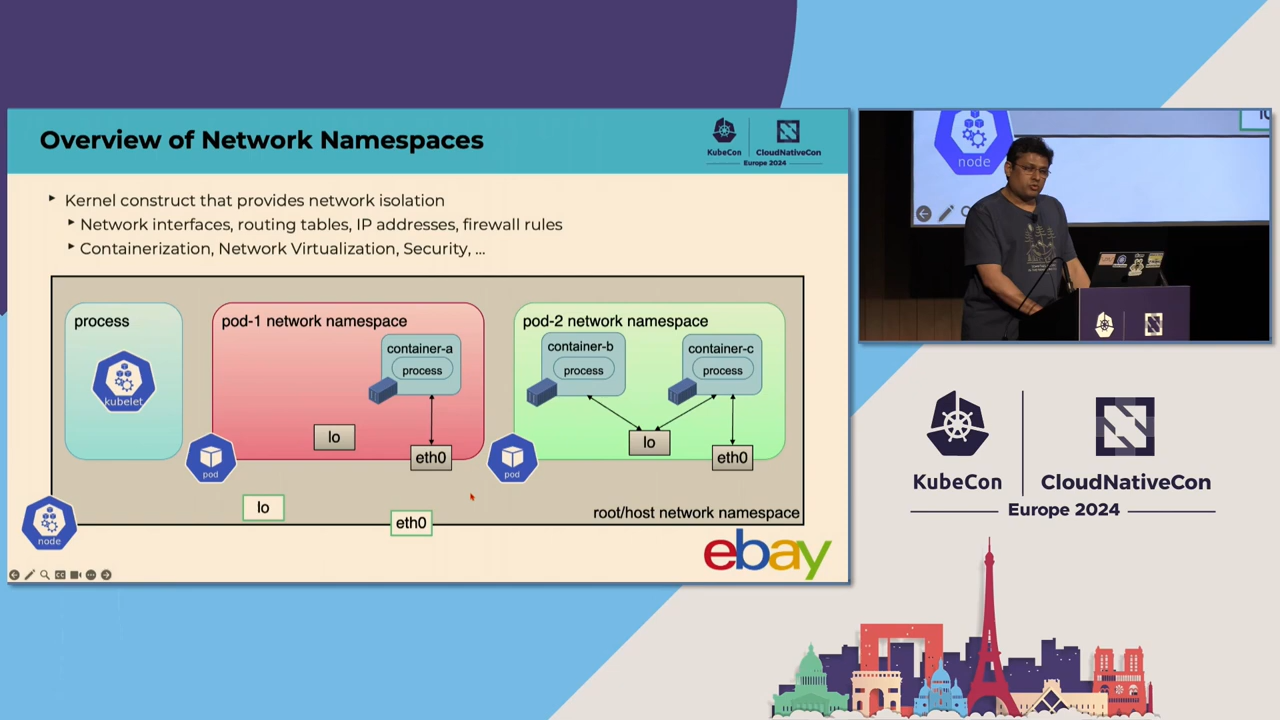 Overview of Network Namespaces
KubeCon
CloudNativeCon
Europe 2024
Kernel construct that provides network isolation
Network interfaces, routing tables, IP addresses, firewall rules
Containerization, Network Virtualization, Security, ...
process
kubelet
pod-1 network namespace
container-a
process
lo
eth0
pod
pod-2 network namespace
container-b
process
container-c
process
lo
eth0
pod
lo
eth0
root/host network namespace
node
ebay
node
KubeCon
CloudNativeCon
Europe 2024